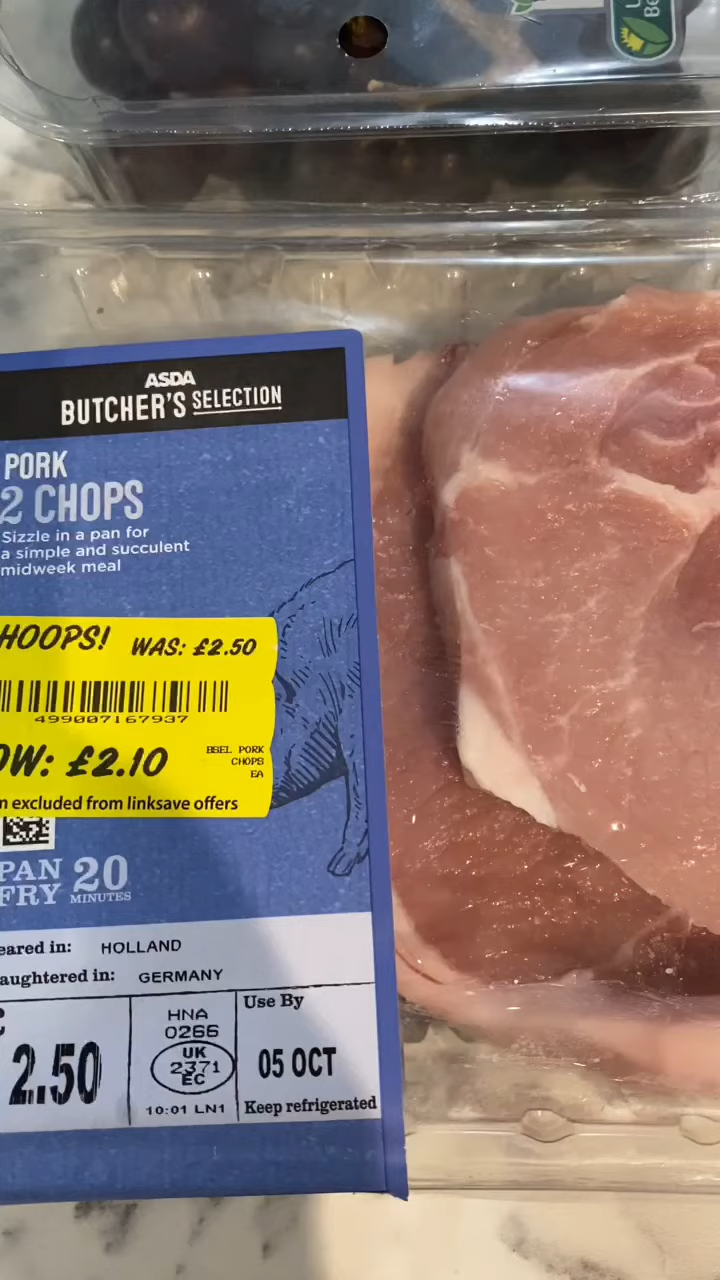 ASDA
BUTCHER'S SELECTION
PORK
2 CHOPS
Sizzle in a pan for
a simple and succulent
midweek meal
HOOPS! WAS: £2.50
499007167937
OW: £2.10
BSEL PORK
CHOPS
EA
n excluded from linksave offers
PAN
FRY
20
MINUTES
eared in: HOLLAND
aughtered in: GERMANY
2.50
HNA
0266
UK
2371
EC
10:01 LN1
Use By
05 OCT
Keep refrigerated